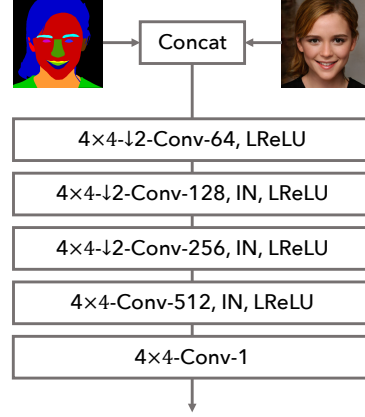 Concat
4×4-↓2-Conv-64, LReLU
4×4-↓2-Conv-128, IN, LReLU
4×4-↓2-Conv-256, IN, LReLU
4×4-Conv-512, IN, LReLU
4×4-Conv-1